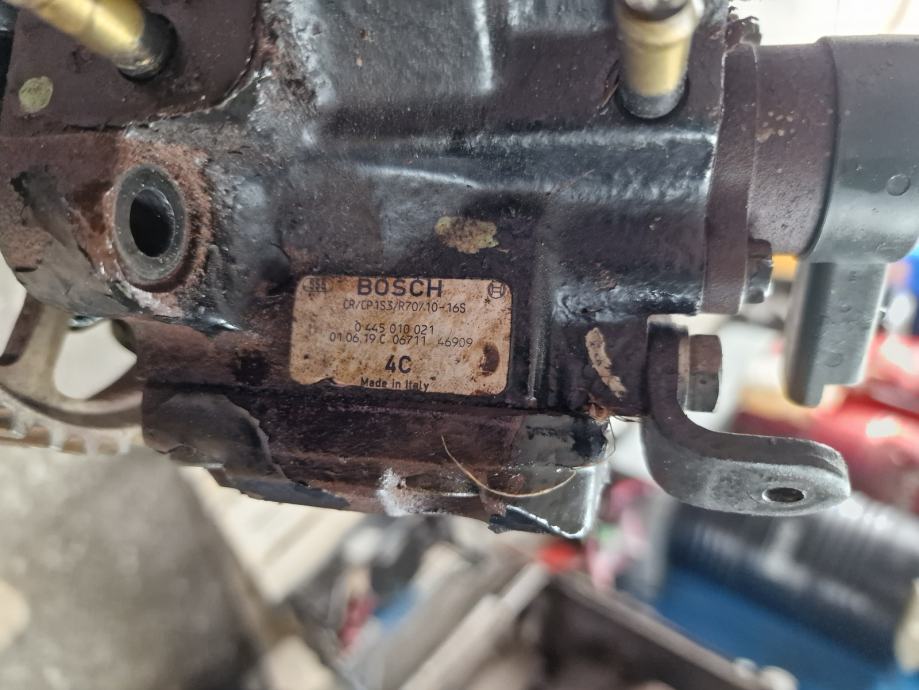 BOSCH
CR/CP1S3/R70/10-16S
0 445 010 021
01.06.19 C 06711 46909
4C
Made in Italy